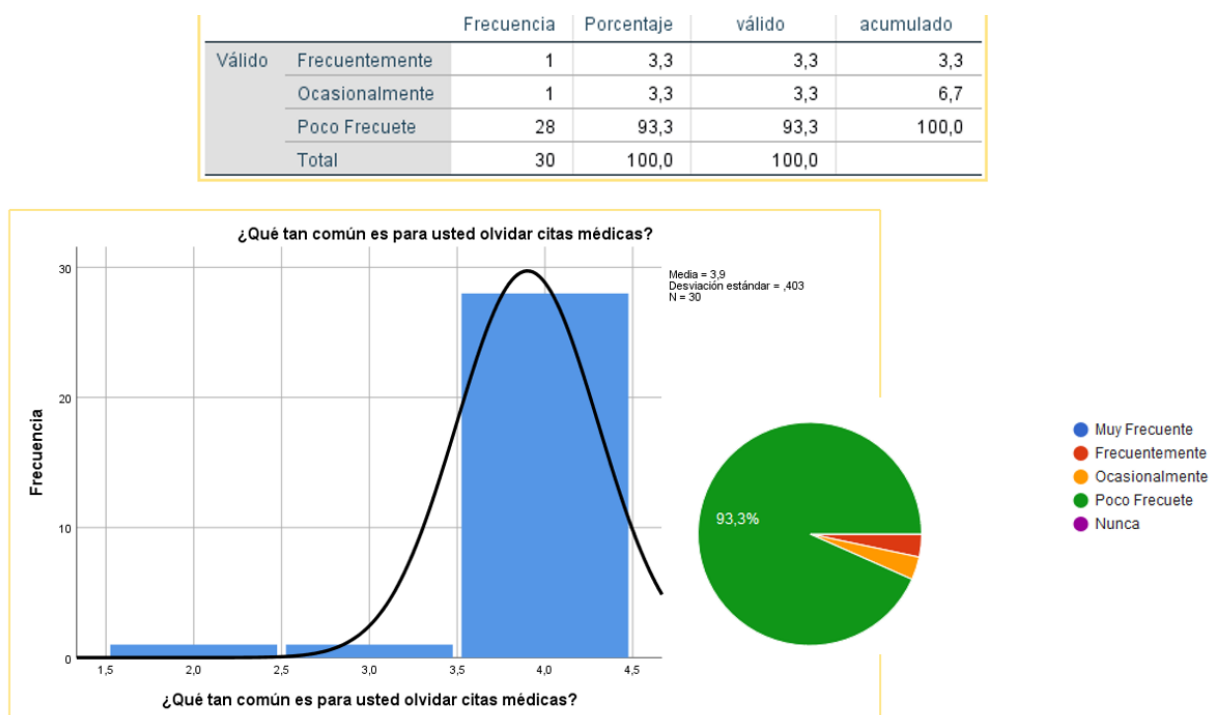 Frecuencia Porcentaje válido acumulado
Válido Frecuentemente 1 3,3 3,3 3,3
Ocasionalmente 1 3,3 3,3 6,7
Poco Frecuete 28 93,3 93,3 100,0
Total 30 100,0 100,0
¿Qué tan común es para usted olvidar citas médicas?
Media = 3,9
Desviación estándar = ,403
N = 30
Frecuencia
30
20
10
0
1,5 2,0 2,5 3,0 3,5 4,0 4,5
¿Qué tan común es para usted olvidar citas médicas?
93,3%
Muy Frecuente
Frecuentemente
Ocasionalmente
Poco Frecuete
Nunca